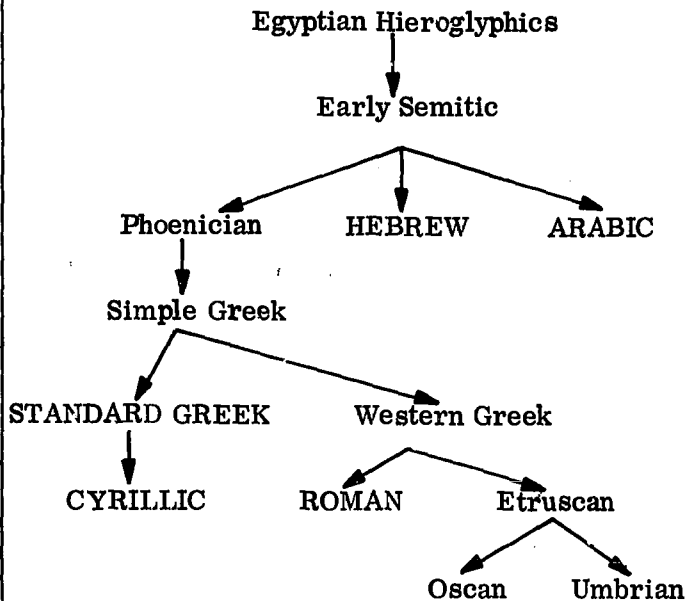 Egyptian Hieroglyphics
Early Semitic
Phoenician HEBREW ARABIC
Simple Greek
STANDARD GREEK Western Greek
CYRILLIC ROMAN Etruscan
Oscan Umbrian